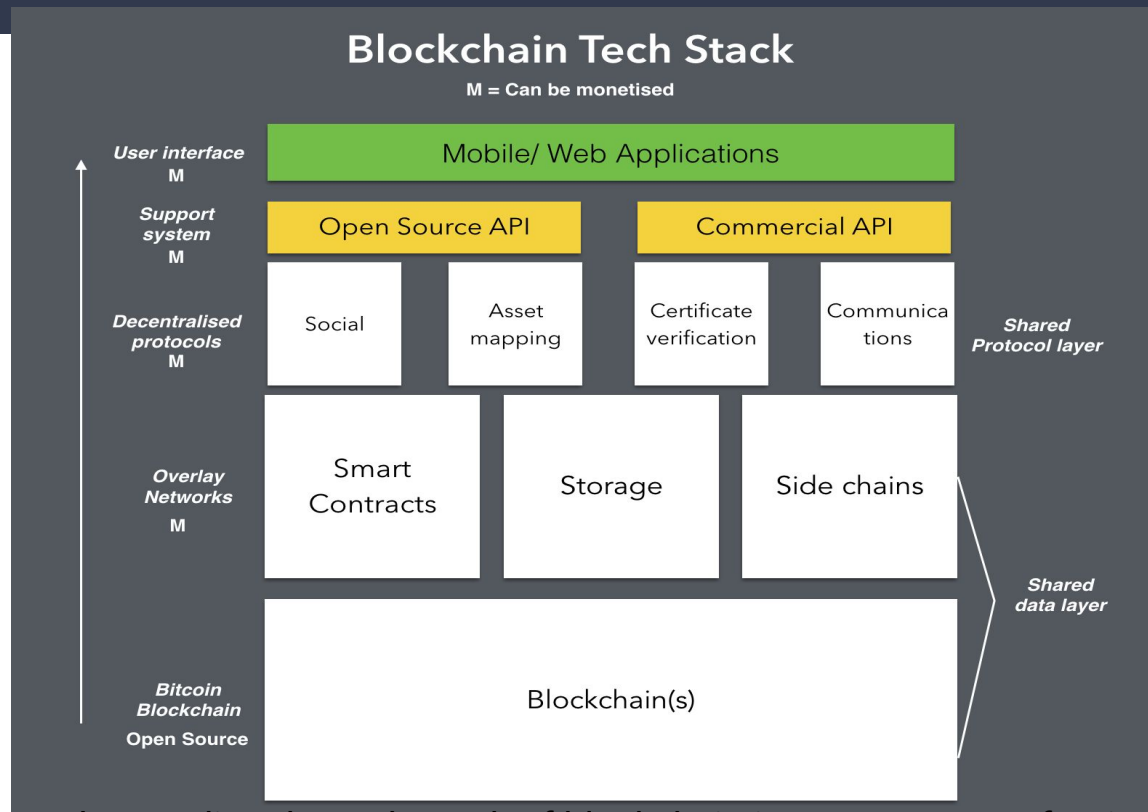 Blockchain Tech Stack
M = Can be monetised
User interface
M
Mobile/ Web Applications
Support
system
M
Open Source API
Commercial API
Decentralised
protocols
M
Social
Asset
mapping
Certificate
verification
Communica
tions
Shared
Protocol layer
Overlay
Networks
M
Smart
Contracts
Storage
Side chains
Shared
data layer
Bitcoin
Blockchain
Open Source
Blockchain(s)